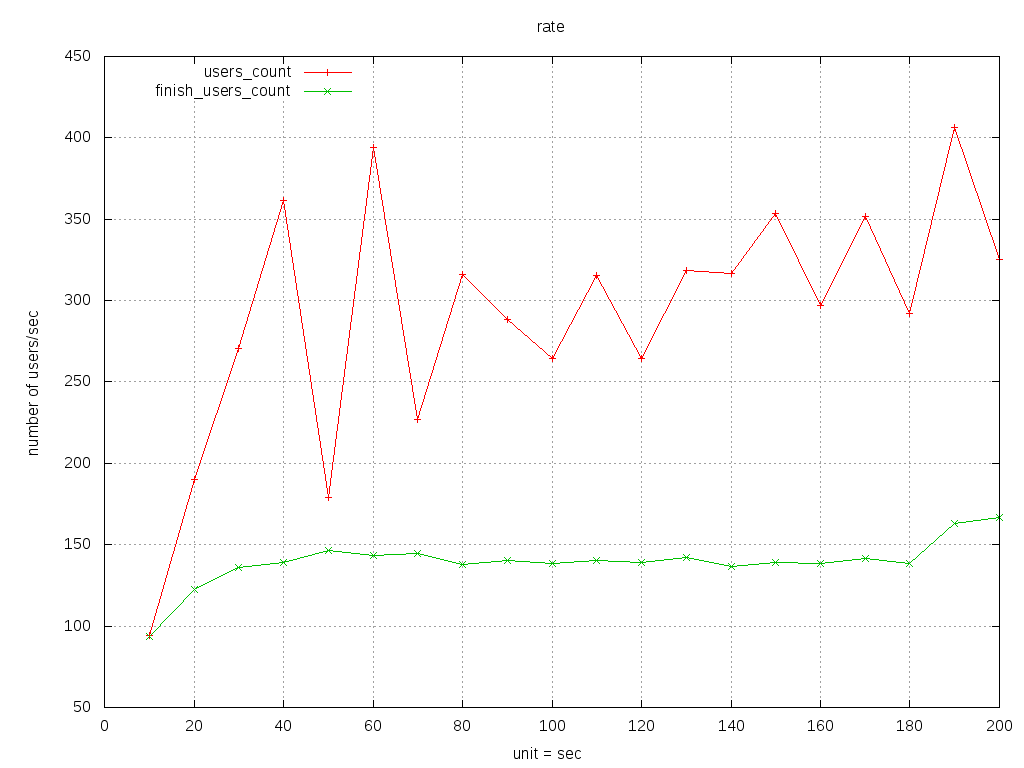 rate
users_count
finish_users_count
450
400
350
300
250
200
150
100
50
number of users/sec
0 20 40 60 80 100 120 140 160 180 200
unit = sec